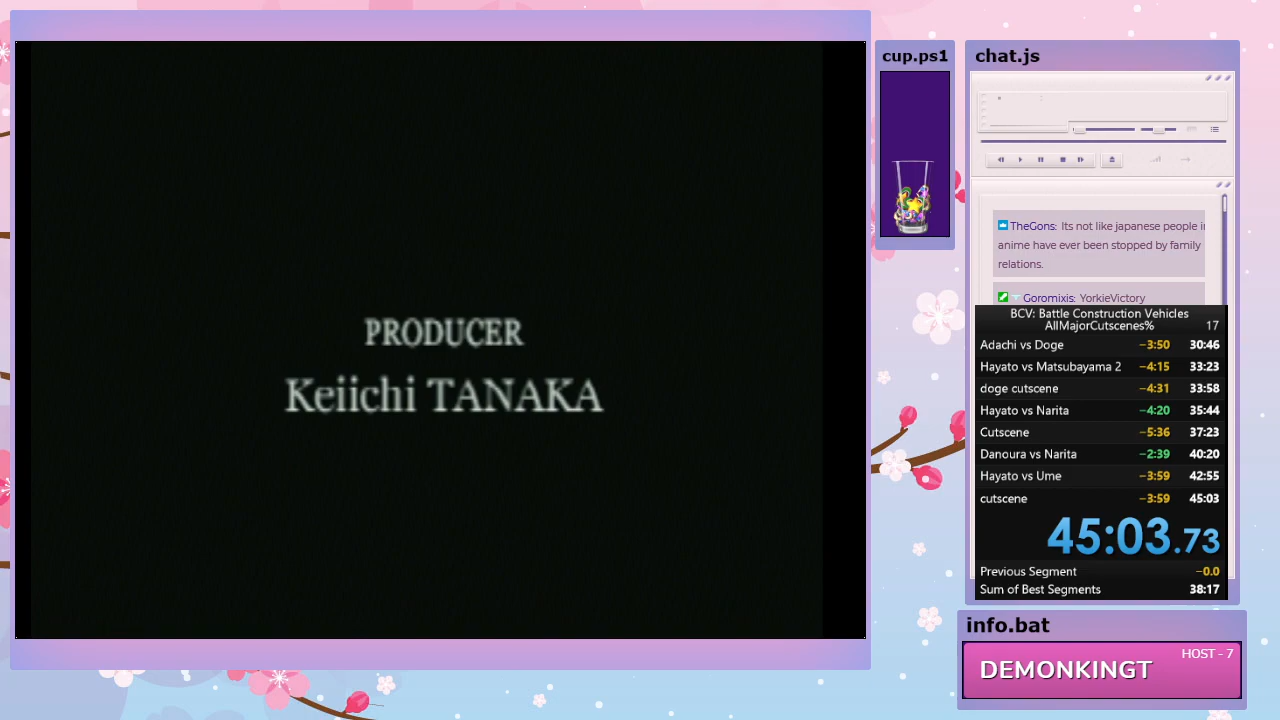 PRODUCER
Keiichi TANAKA
cup.ps1
chat.js
TheGons: Its not like japanese people i
anime have ever been stopped by family
relations.
Goromixis: YorkieVictory
BCV: Battle Construction Vehicles
AllMajorCutscenes% 17
Adachi vs Doge -3:50 30:46
Hayato vs Matsubayama 2 -4:15 33:23
doge cutscene -4:31 33:58
Hayato vs Narita -4:20 35:44
Cutscene -5:36 37:23
Danoura vs Narita -2:39 40:20
Hayato vs Ume -3:59 42:55
cutscene -3:59 45:03
45:03.73
Previous Segment -0.0
Sum of Best Segments 38:17
info.bat
HOST - 7
DEMONKINGT